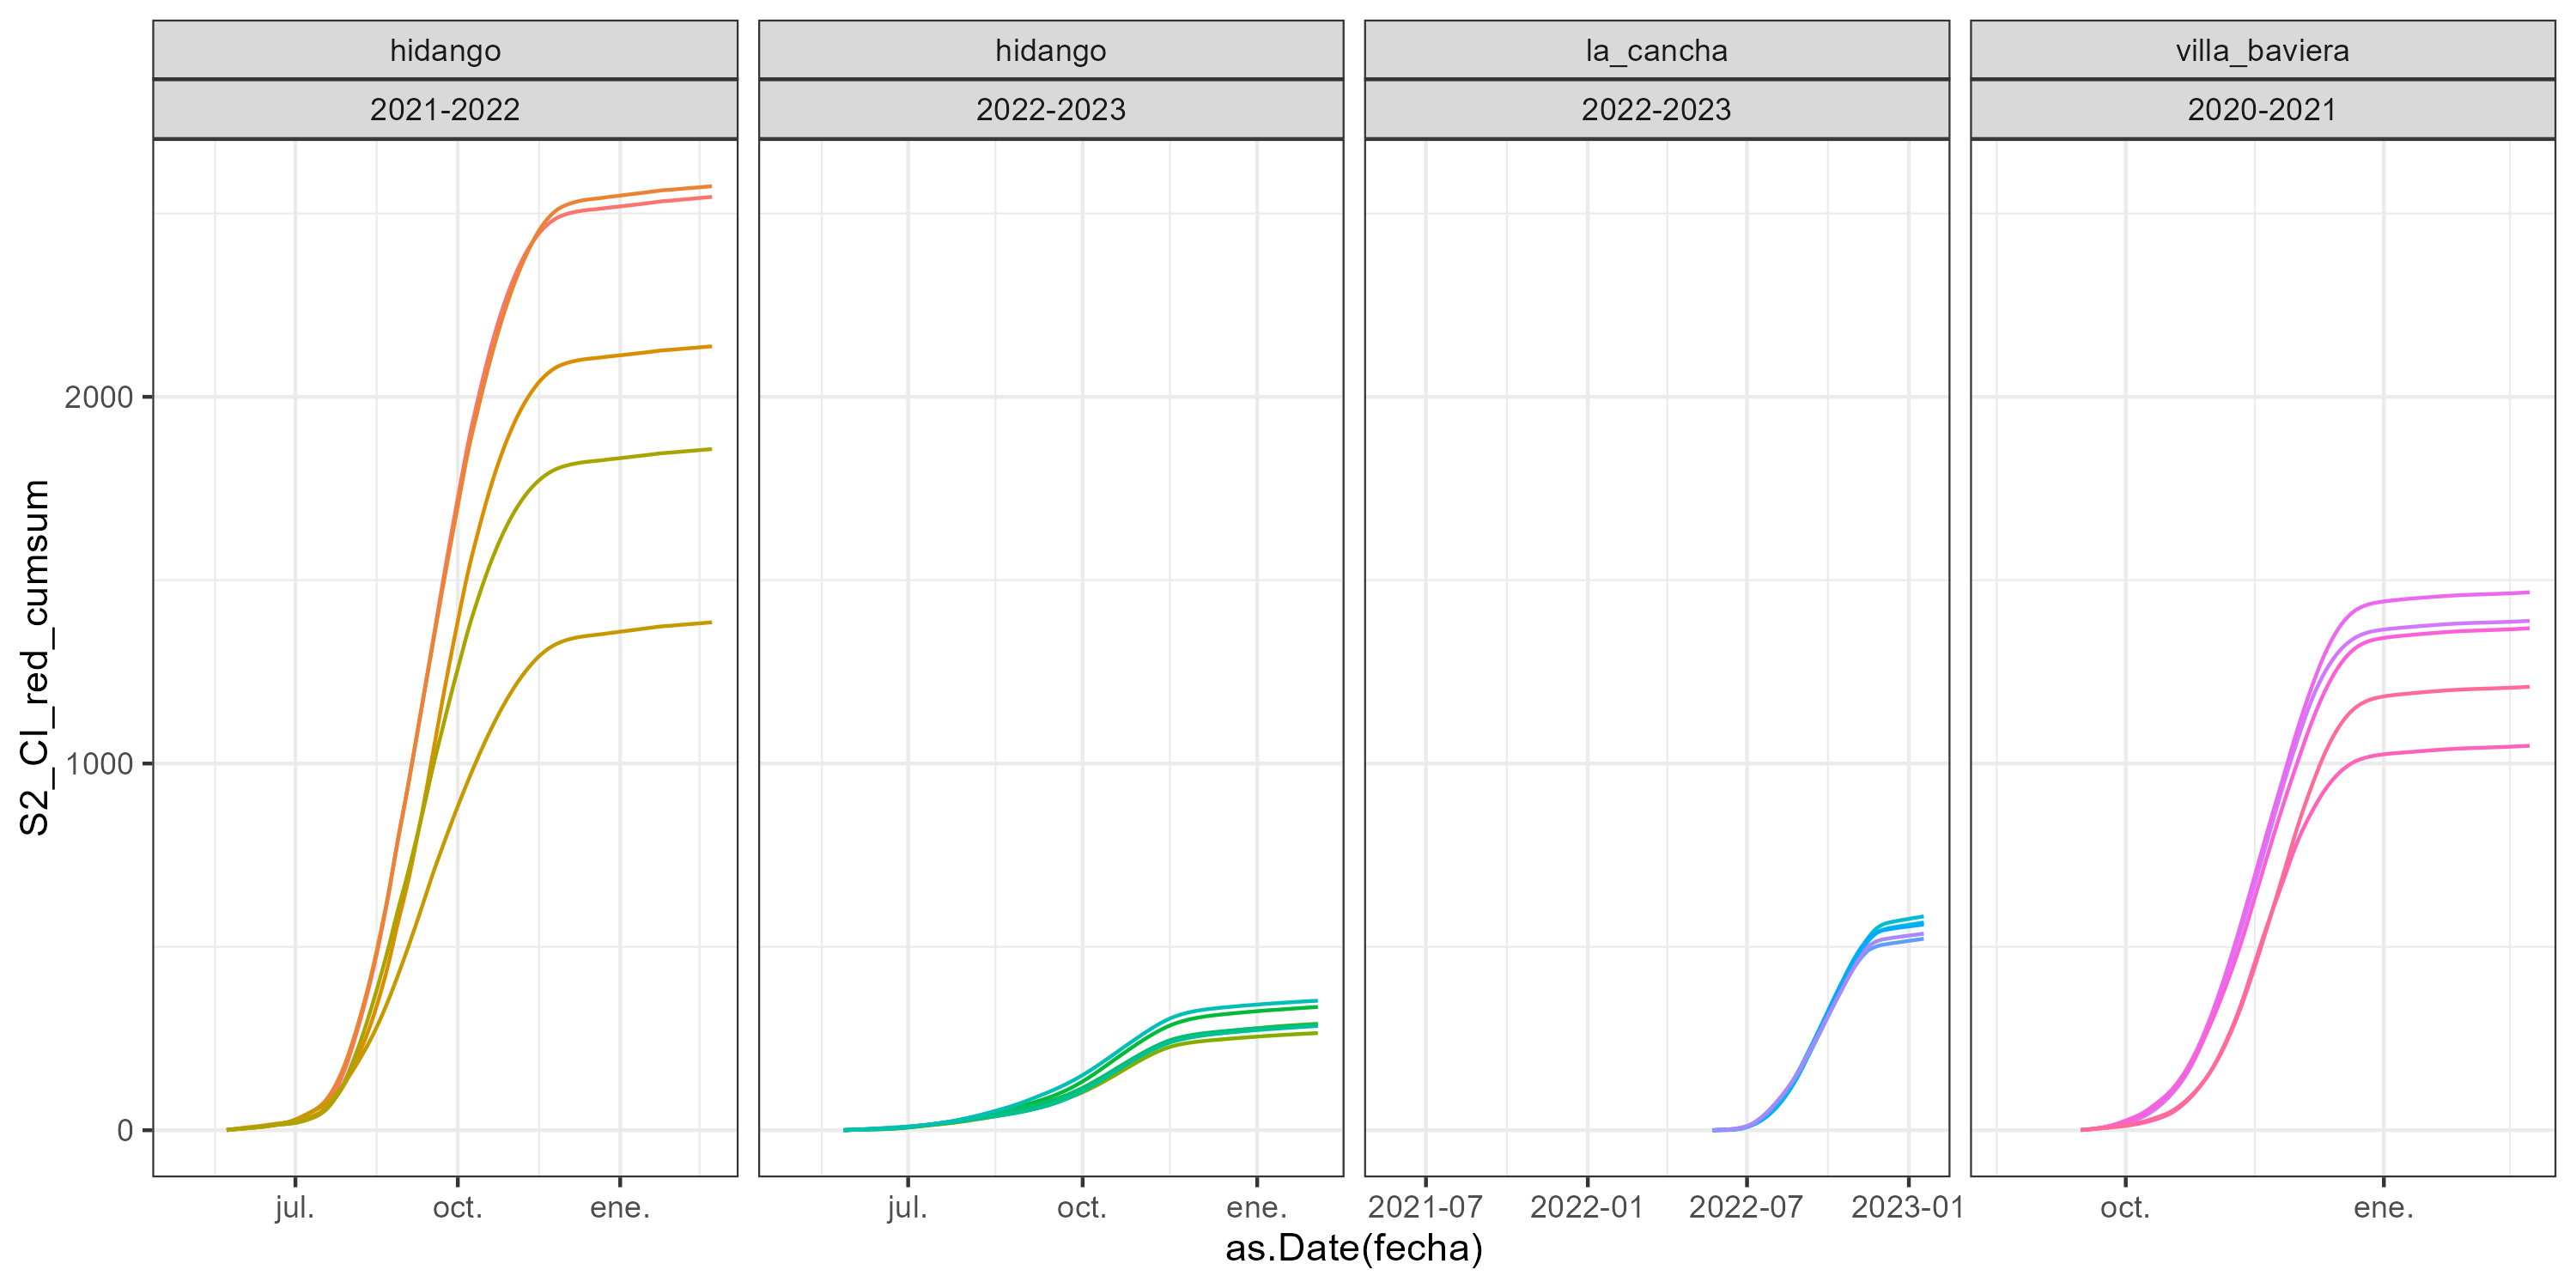 hidango
hidango
la_cancha
villa_baviera
2021-2022
2022-2023
2022-2023
2020-2021
S2_CI_red_cumsum
2000
1000
0
jul.
oct.
ene.
jul.
oct.
ene.
2021-07
2022-01
2022-07
2023-01
oct.
ene.
as.Date(fecha)